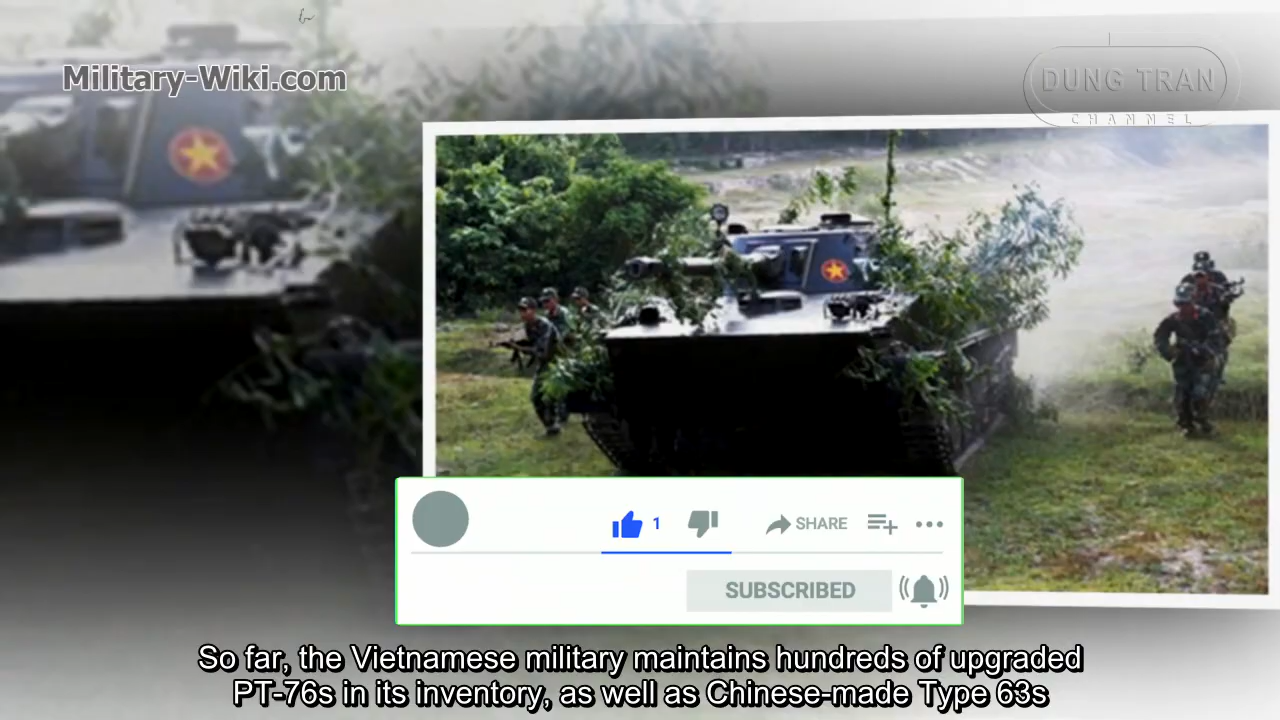 Military-Wiki.com
DUNG TRAN
CHANNEL
1
SHARE
SUBSCRIBED
So far, the Vietnamese military maintains hundreds of upgraded
PT-76s in its inventory, as well as Chinese-made Type 63s